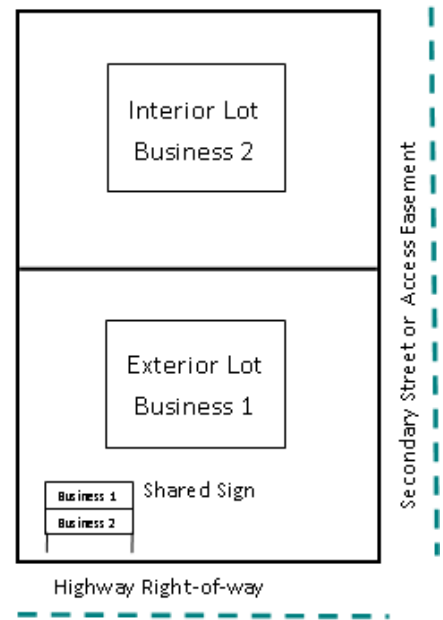 Interior Lot
Business 2
Secondary Street or Access Easement
Exterior Lot
Business 1
Business 1
Business 2
Shared Sign
Highway Right-of-way